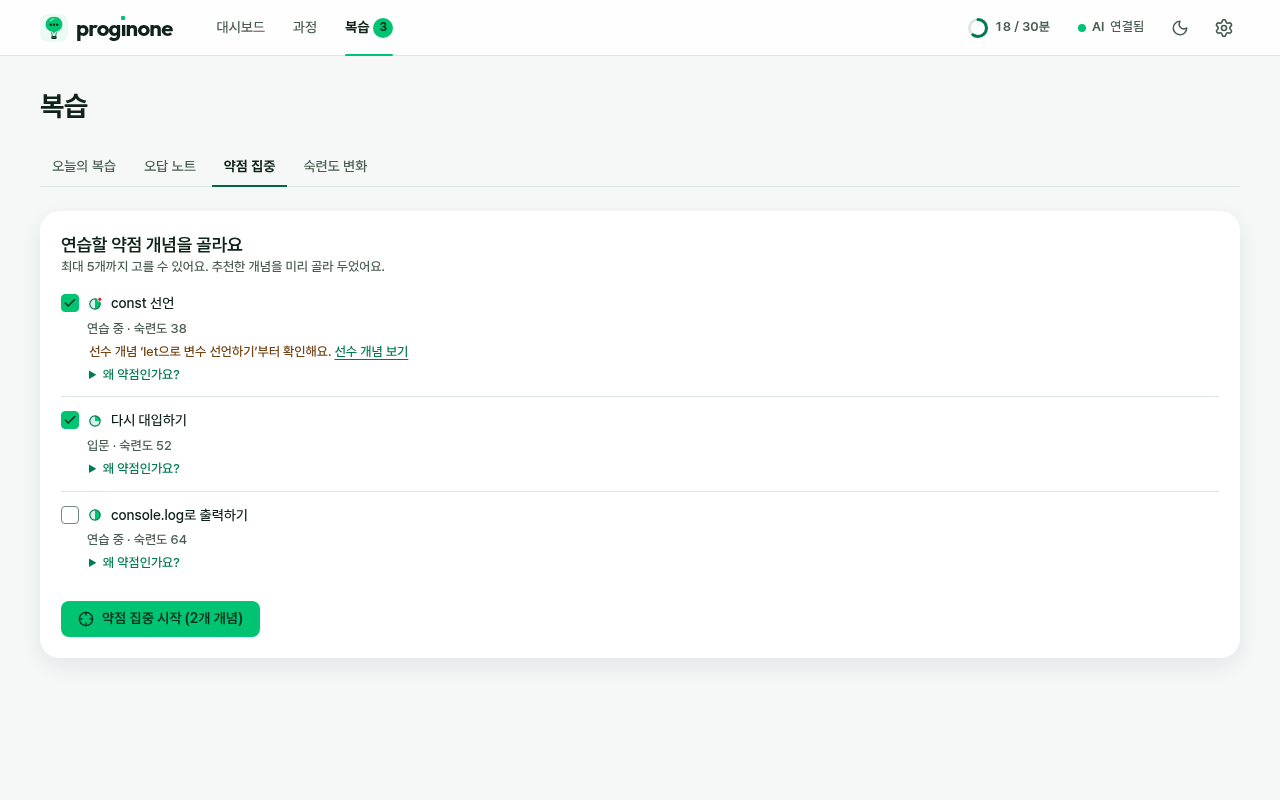 proginone
대시보드
과정
복습 3
18 / 30분
AI 연결됨
복습
오늘의 복습
오답 노트
약점 집중
숙련도 변화
연습할 약점 개념을 골라요
최대 5개까지 고를 수 있어요. 추천한 개념을 미리 골라 두었어요.
const 선언
연습 중 · 숙련도 38
선수 개념 ‘let으로 변수 선언하기’부터 확인해요. 선수 개념 보기
왜 약점인가요?
다시 대입하기
입문 · 숙련도 52
왜 약점인가요?
console.log로 출력하기
연습 중 · 숙련도 64
왜 약점인가요?
약점 집중 시작 (2개 개념)